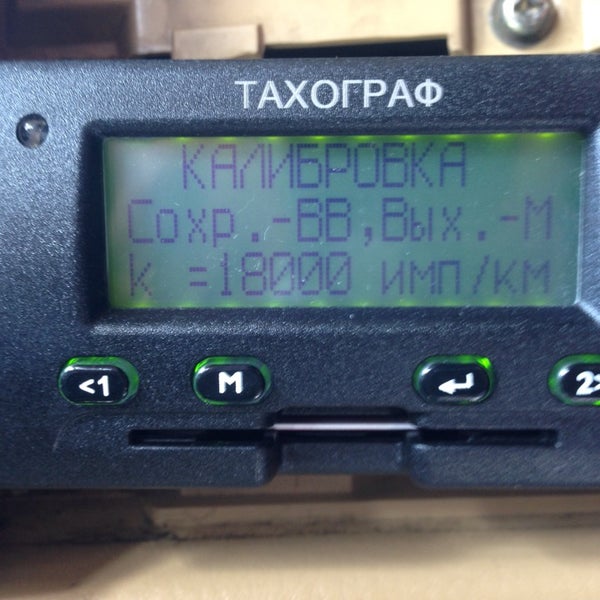 ТАХОГРАФ
КАЛИБРОВКА
Сохр.-ВВ,Вых.-М
k =18000 имп/км
<1 М ↵ 2>